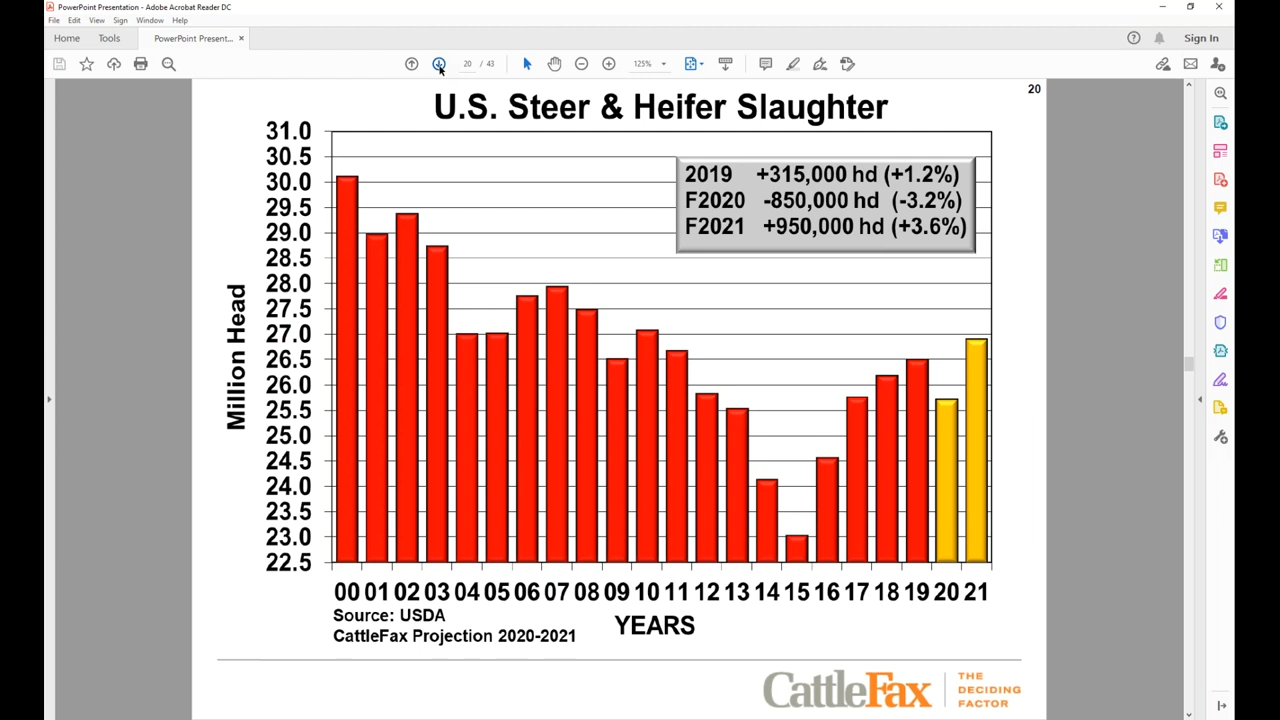 PowerPoint Presentation - Adobe Acrobat Reader DC
File Edit View Sign Window Help
Home Tools PowerPoint Present... × Sign In
20 / 43 125%
20
U.S. Steer & Heifer Slaughter
31.0
30.5
30.0
29.5
29.0
28.5
28.0
27.5
27.0
26.5
26.0
25.5
25.0
24.5
24.0
23.5
23.0
22.5
Million Head
2019 +315,000 hd (+1.2%)
F2020 -850,000 hd (-3.2%)
F2021 +950,000 hd (+3.6%)
00 01 02 03 04 05 06 07 08 09 10 11 12 13 14 15 16 17 18 19 20 21
Source: USDA
YEARS
CattleFax Projection 2020-2021
CattleFax
THE
DECIDING
FACTOR